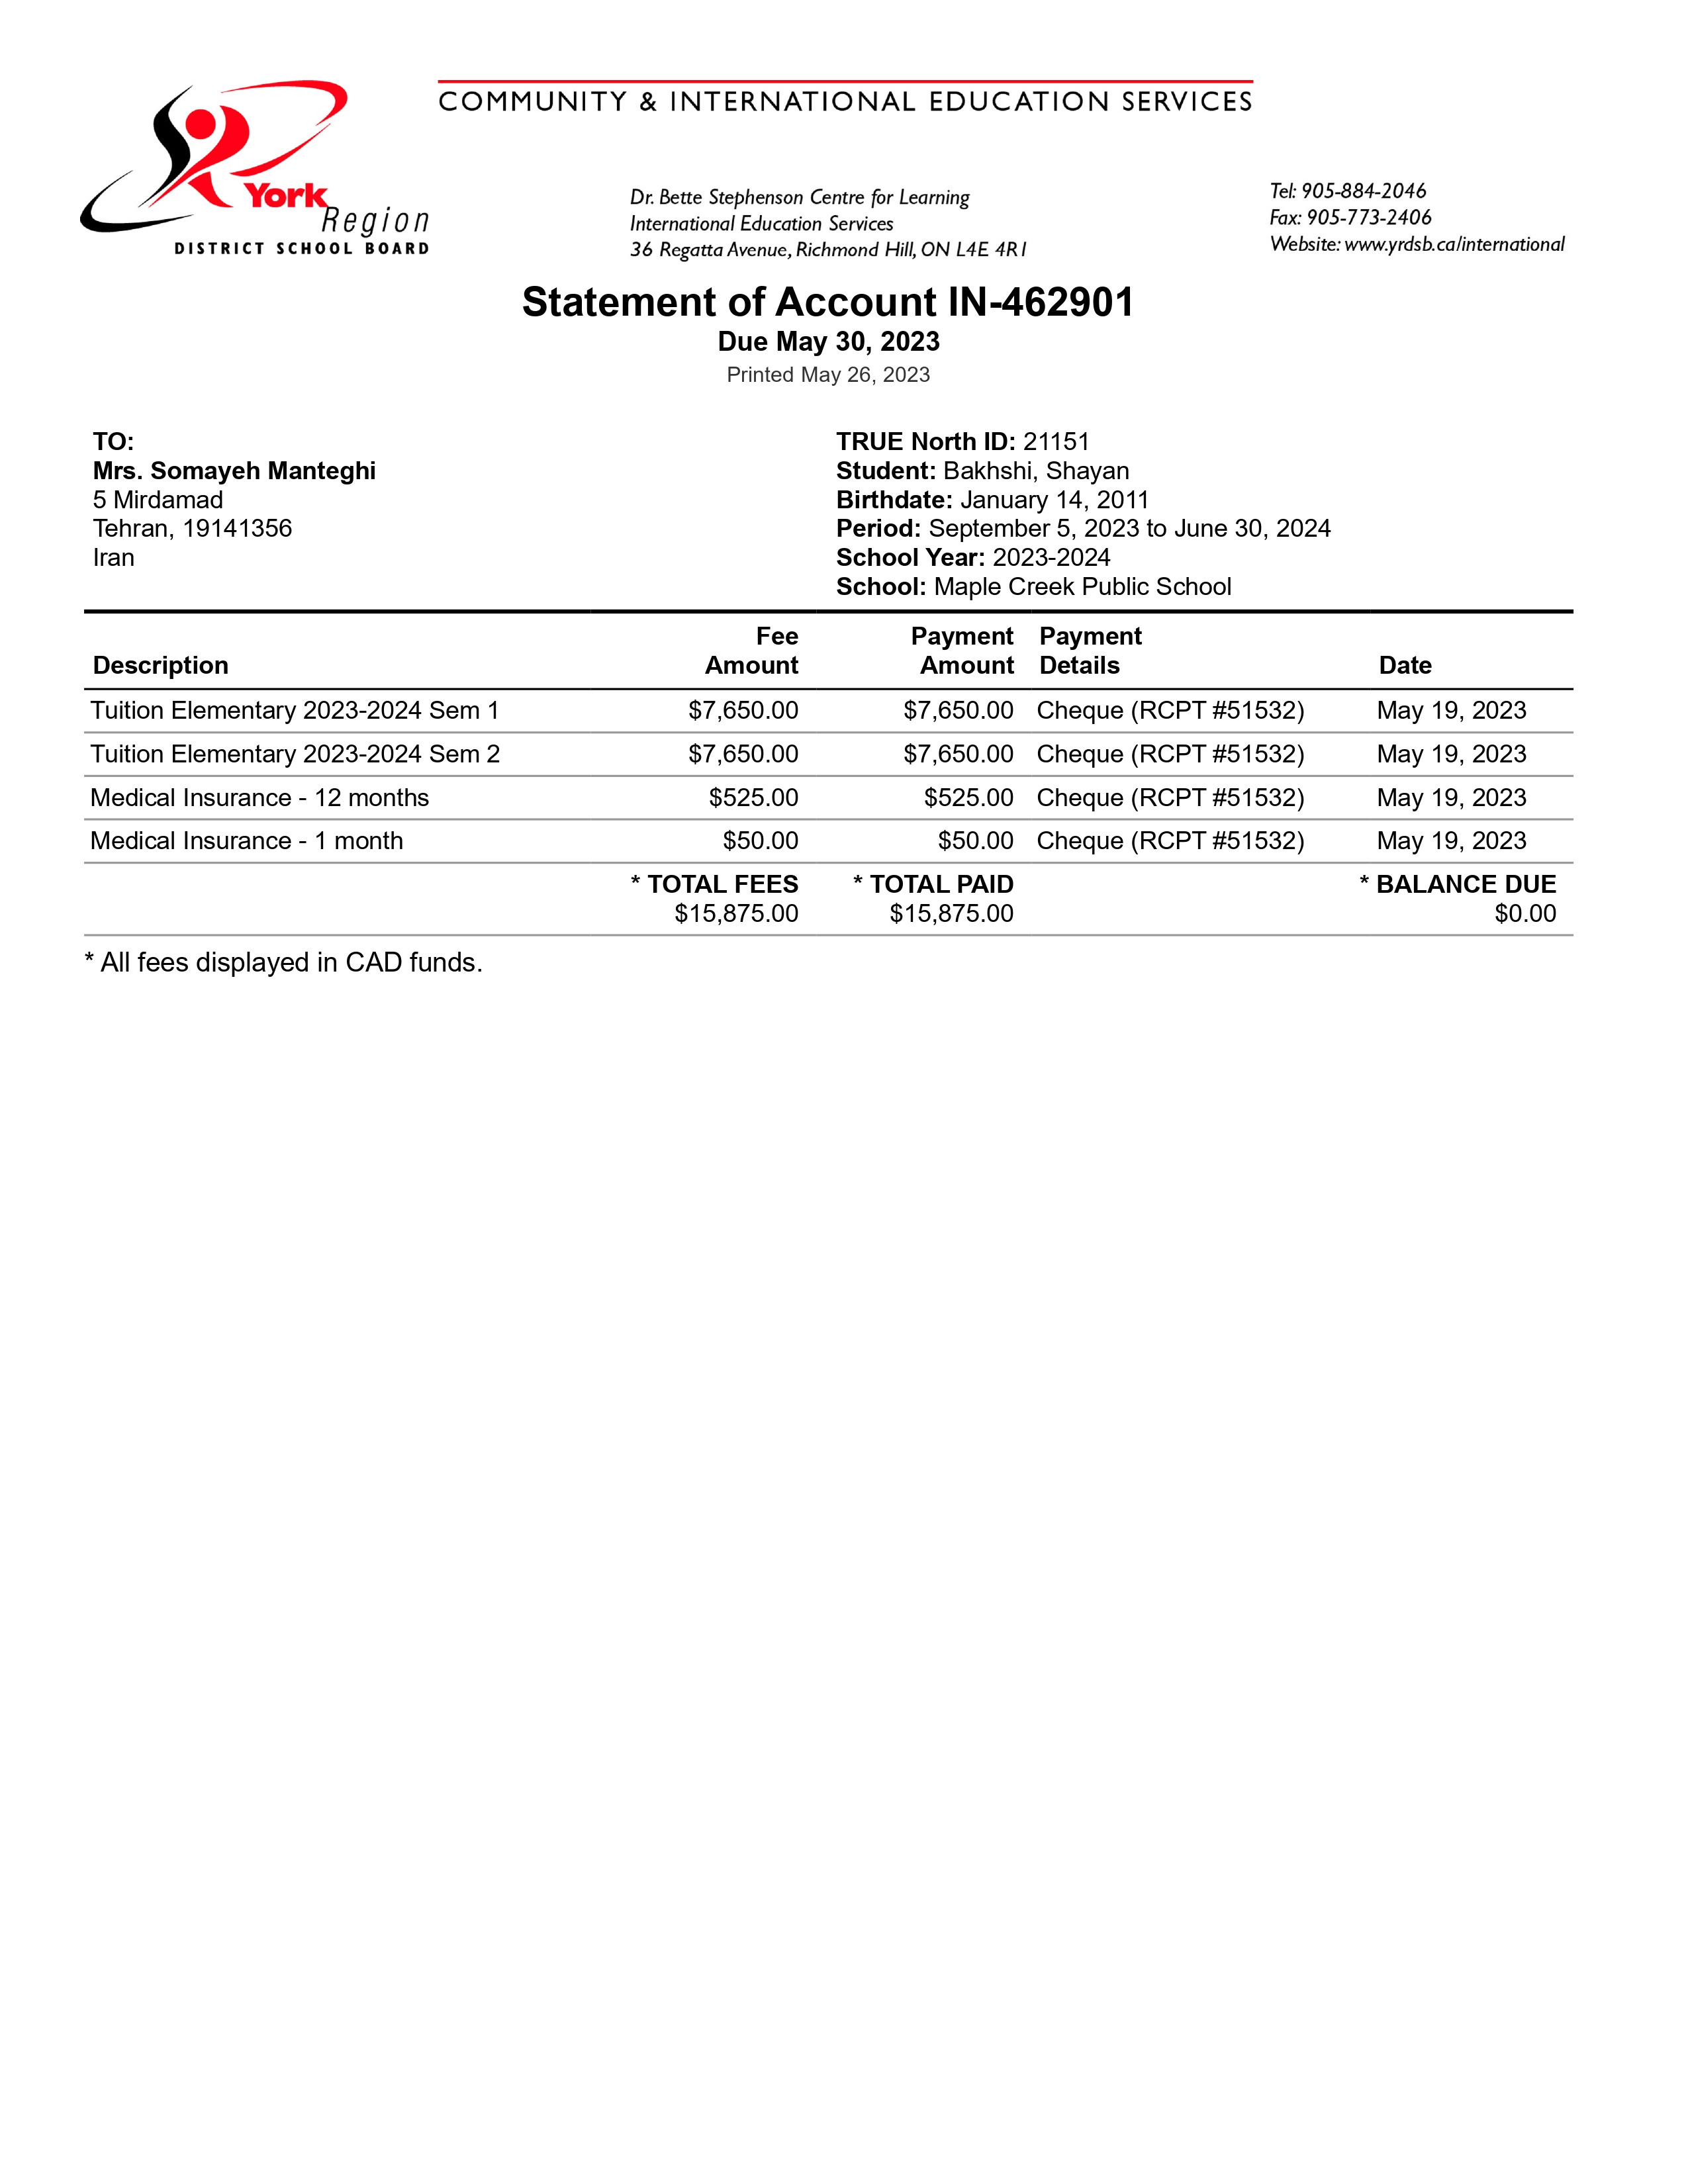 COMMUNITY & INTERNATIONAL EDUCATION SERVICES
York
Region
DISTRICT SCHOOL BOARD
Dr. Bette Stephenson Centre for Learning
International Education Services
36 Regatta Avenue, Richmond Hill, ON L4E 4R1
Tel: 905-884-2046
Fax: 905-773-2406
Website: www.yrdsb.ca/international
Statement of Account IN-462901
Due May 30, 2023
Printed May 26, 2023
TO:
Mrs. Somayeh Manteghi
5 Mirdamad
Tehran, 19141356
Iran
TRUE North ID: 21151
Student: Bakhshi, Shayan
Birthdate: January 14, 2011
Period: September 5, 2023 to June 30, 2024
School Year: 2023-2024
School: Maple Creek Public School
Description Fee Amount Payment Amount Payment Details Date
Tuition Elementary 2023-2024 Sem 1 $7,650.00 $7,650.00 Cheque (RCPT #51532) May 19, 2023
Tuition Elementary 2023-2024 Sem 2 $7,650.00 $7,650.00 Cheque (RCPT #51532) May 19, 2023
Medical Insurance - 12 months $525.00 $525.00 Cheque (RCPT #51532) May 19, 2023
Medical Insurance - 1 month $50.00 $50.00 Cheque (RCPT #51532) May 19, 2023
* TOTAL FEES * TOTAL PAID * BALANCE DUE
$15,875.00 $15,875.00 $0.00
* All fees displayed in CAD funds.